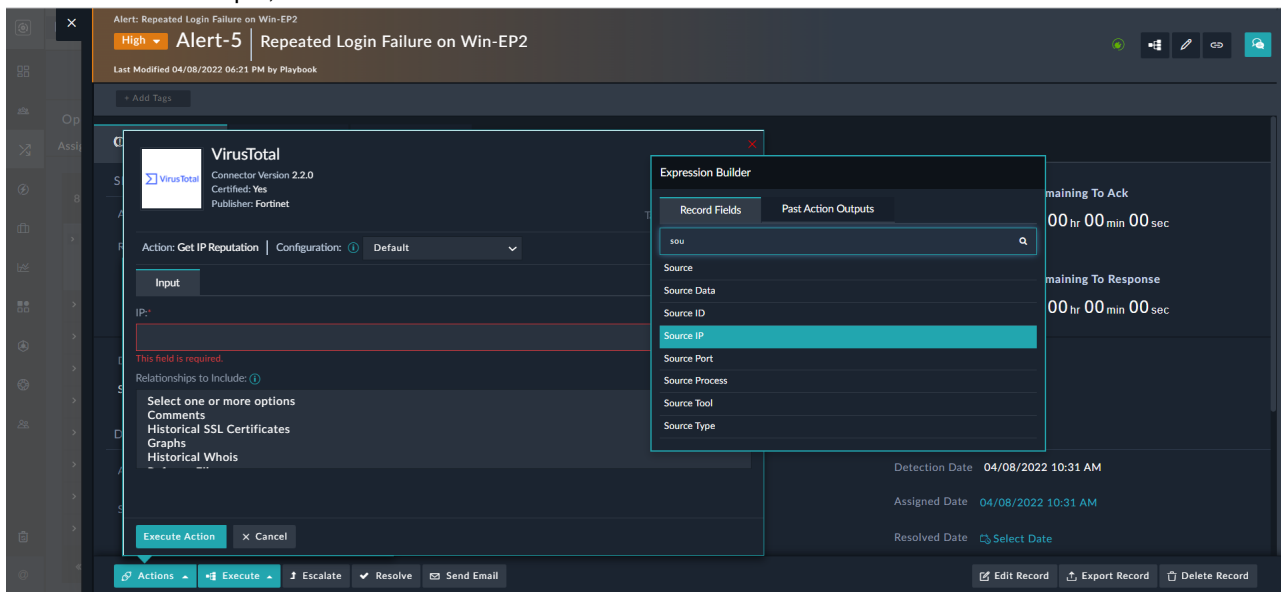 Alert: Repeated Login Failure on Win-EP2
High Alert-5 Repeated Login Failure on Win-EP2
Last Modified 04/08/2022 06:21 PM by Playbook
+ Add Tags
Op
Assi
8
VirusTotal
VirusTotal
Connector Version 2.2.0
Certified: Yes
Publisher: Fortinet
Action: Get IP Reputation Configuration: Default
Input
IP:*
This field is required.
Relationships to Include:
Select one or more options
Comments
Historical SSL Certificates
Graphs
Historical Whois
Execute Action X Cancel
Expression Builder
Record Fields Past Action Outputs
sou
Source
Source Data
Source ID
Source IP
Source Port
Source Process
Source Tool
Source Type
maining To Ack
00 hr 00 min 00 sec
maining To Response
00 hr 00 min 00 sec
Detection Date 04/08/2022 10:31 AM
Assigned Date 04/08/2022 10:31 AM
Resolved Date Select Date
Actions Execute Escalate Resolve Send Email Edit Record Export Record Delete Record